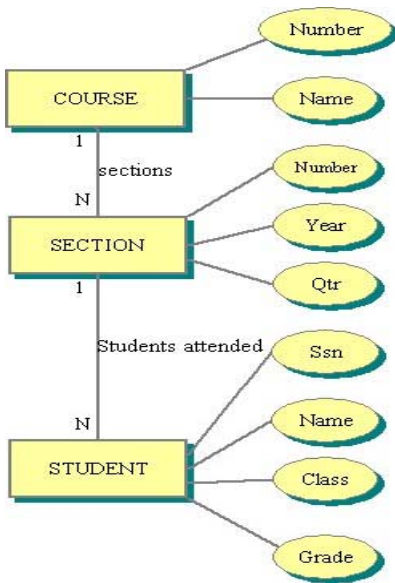 Number
COURSE
Name
1
sections
Number
N
SECTION
Year
1
Qtr
Students attended
Ssn
N
Name
STUDENT
Class
Grade